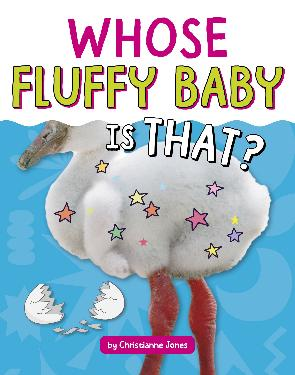 WHOSE
FLUFFY BABY
IS THAT?
by Christianne Jones